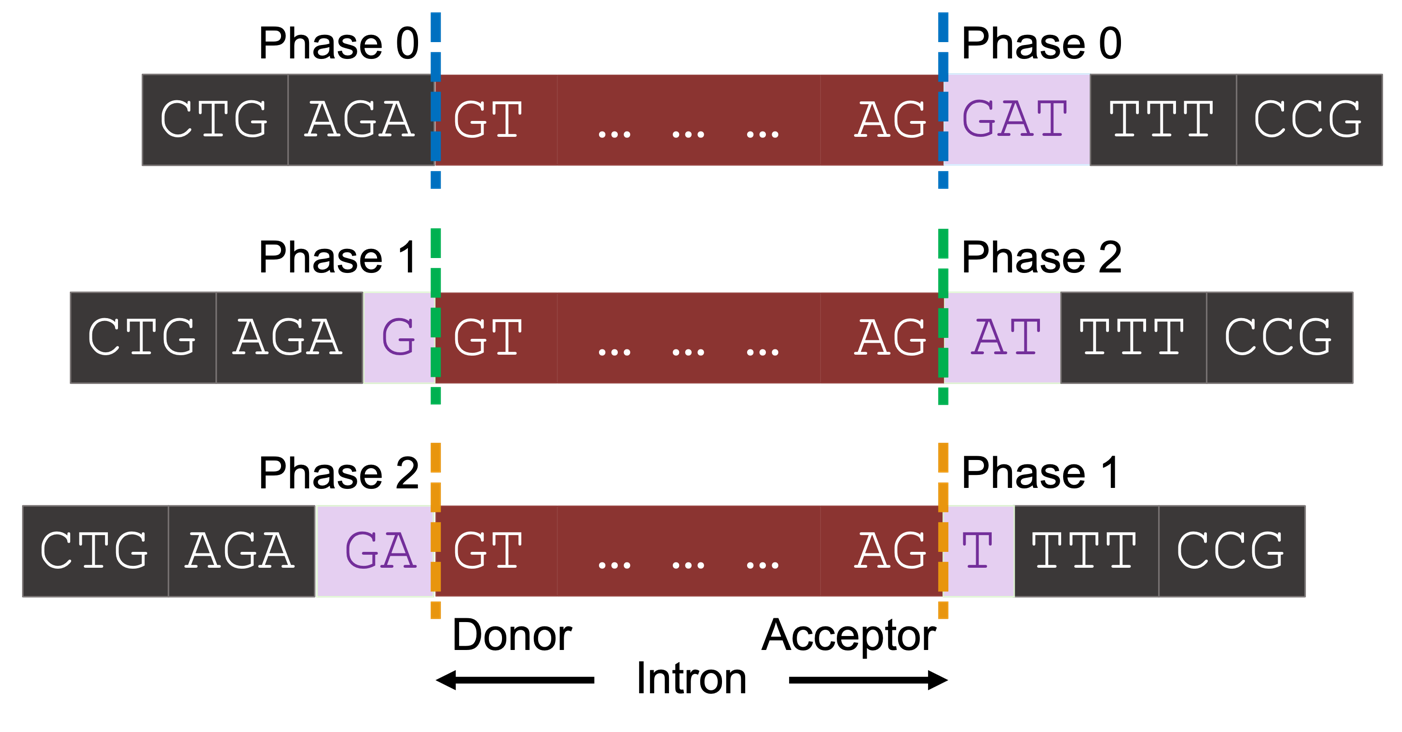 Phase 0 Phase 0
CTG AGA GT ... ... ... AG GAT TTT CCG
Phase 1 Phase 2
CTG AGA G GT ... ... ... AG AT TTT CCG
Phase 2 Phase 1
CTG AGA GA GT ... ... ... AG T TTT CCG
Donor Acceptor
Intron